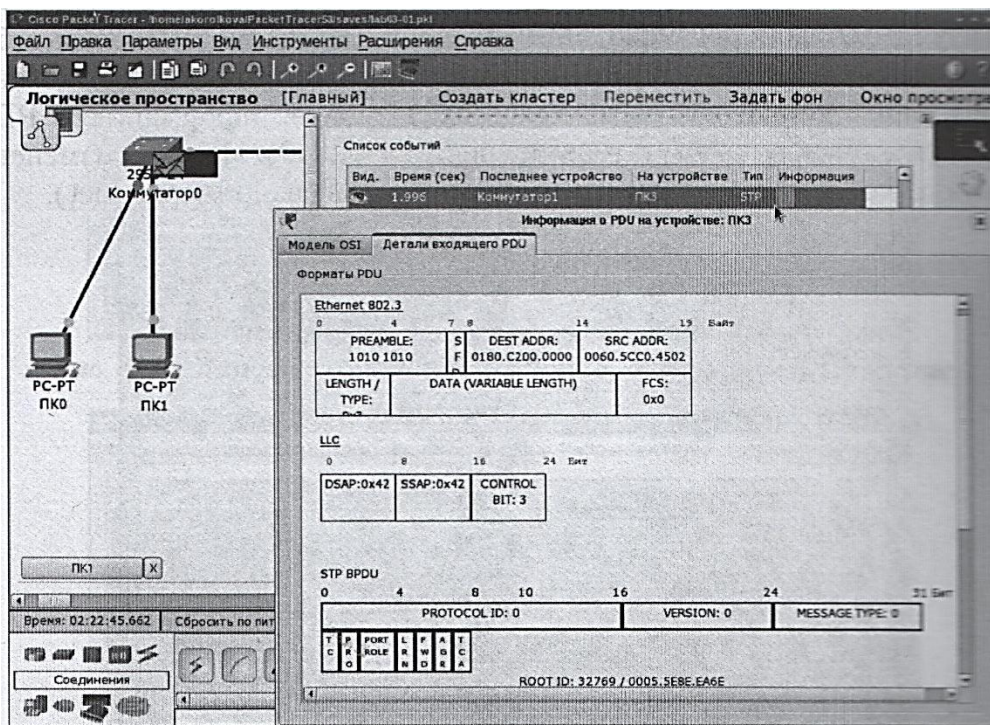 Cisco Packet Tracer - /home/akorolkova/PacketTracer53/saves/lab03-01.pkt
Файл Правка Параметры Вид Инструменты Расширения Справка
Логическое пространство [Главный] Создать кластер Переместить Задать фон Окно просмотра
Список событий
Вид. Время (сек) Последнее устройство На устройстве Тип Информация
1.996 Коммутатор1 ПК3 STP
Коммутатор0
Информация о PDU на устройстве: ПК3
Модель OSI Детали входящего PDU
Форматы PDU
Ethernet 802.3
0 4 7 8 14 19 Байт
PREAMBLE: 1010 1010
S F
DEST ADDR: 0180.C200.0000
SRC ADDR: 0060.5CC0.4502
LENGTH / TYPE:
DATA (VARIABLE LENGTH)
FCS: 0x0
PC-PT
ПК0
PC-PT
ПК1
LLC
0 8 16 24 Бит
DSAP:0x42 SSAP:0x42 CONTROL BIT: 3
STP BPDU
0 4 8 10 16 24 31 Бит
PROTOCOL ID: 0 VERSION: 0 MESSAGE TYPE: 0
T C
P R O
PORT ROLE
L R N
F W D
A G R
T C A
ROOT ID: 32769 / 0005.5E8E.EA6E
ПК1 X
Время: 02:22:45.662 Сбросить по пит
Соединения